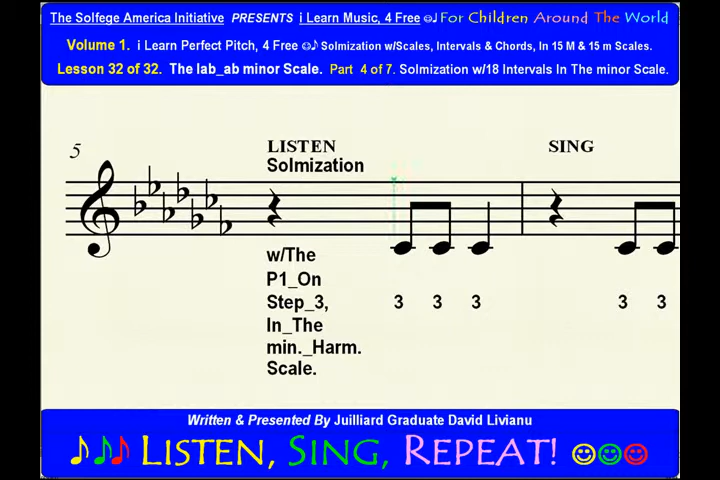 The Solfege America Initiative PRESENTS i Learn Music, 4 Free ☺♪ For Children Around The World
Volume 1. i Learn Perfect Pitch, 4 Free ☺♪ Solmization w/Scales, Intervals & Chords, In 15 M & 15 m Scales.
Lesson 32 of 32. The lab_ab minor Scale. Part 4 of 7. Solmization w/18 Intervals In The minor Scale.
5
LISTEN SING
Solmization
w/The
P1_On
Step_3, 3 3 3 3 3
In_The
min._Harm.
Scale.
Written & Presented By Juilliard Graduate David Livianu
♪♪♪ LISTEN, SING, REPEAT! ☺☺☺